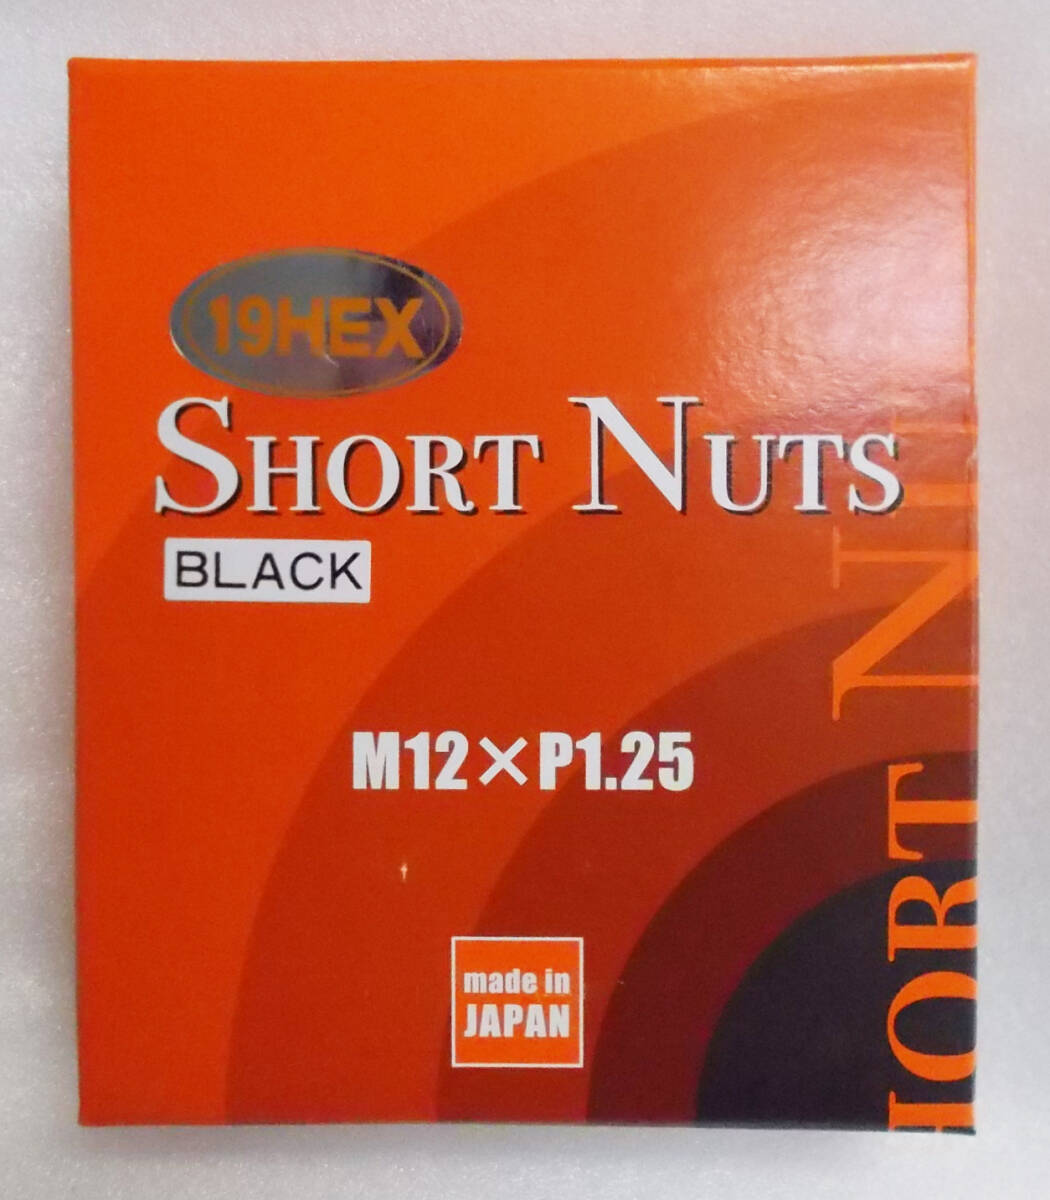 19HEX
SHORT NUTS
BLACK
M12×P1.25
made in
JAPAN